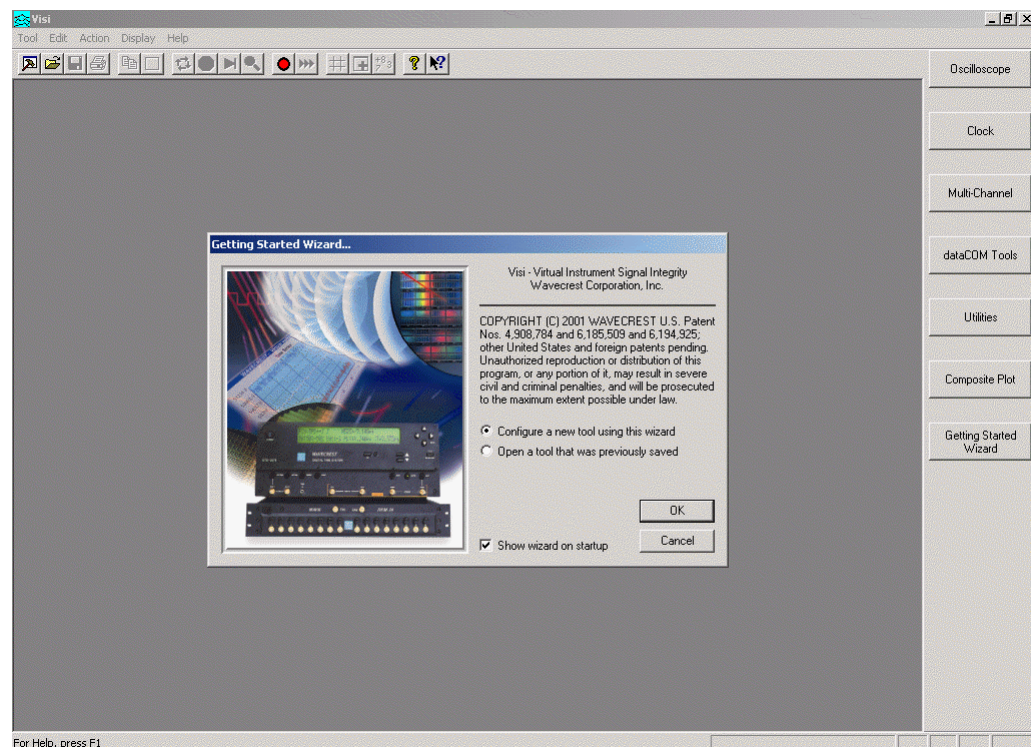 Visi
Tool Edit Action Display Help
Oscilloscope
Clock
Multi-Channel
dataCOM Tools
Utilities
Composite Plot
Getting Started
Wizard
Getting Started Wizard...
Visi - Virtual Instrument Signal Integrity
Wavecrest Corporation, Inc.
COPYRIGHT (C) 2001 WAVECREST U.S. Patent
Nos. 4,908,784 and 6,185,509 and 6,194,925;
other United States and foreign patents pending.
Unauthorized reproduction or distribution of this
program, or any portion of it, may result in severe
civil and criminal penalties, and will be prosecuted
to the maximum extent possible under law.
Configure a new tool using this wizard
Open a tool that was previously saved
OK
Show wizard on startup
Cancel
WAVECREST
For Help, press F1